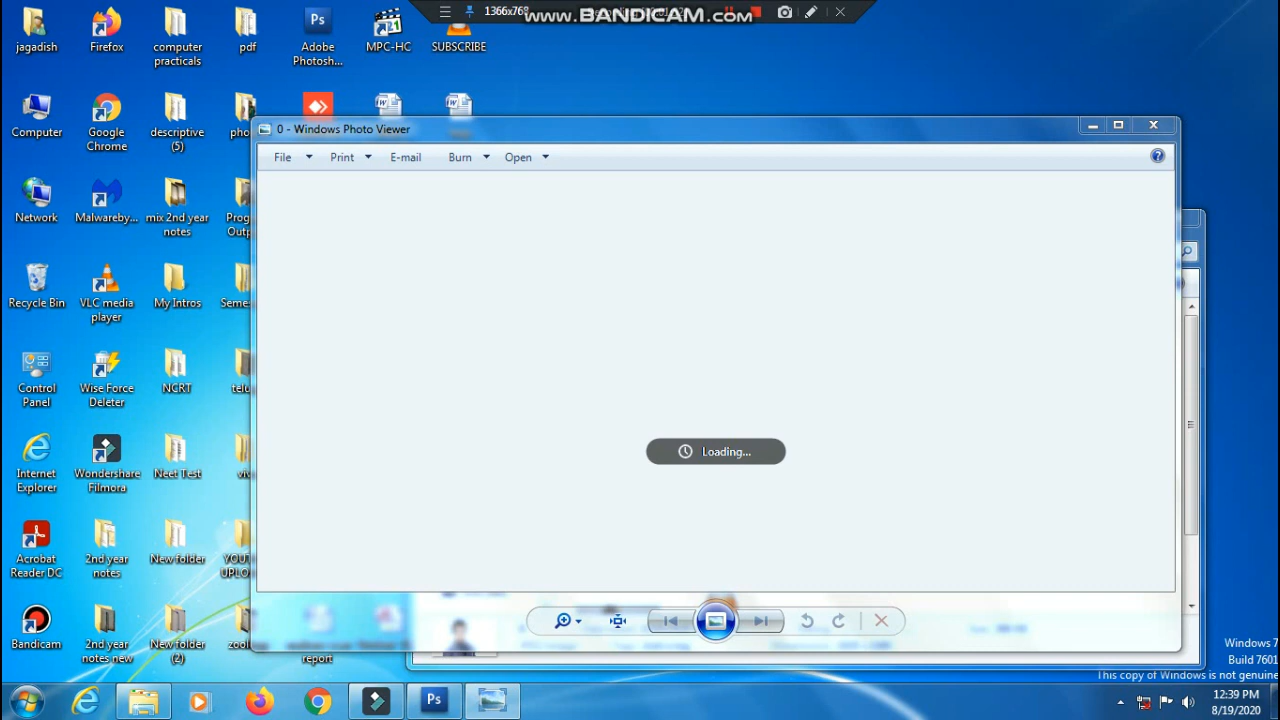 1366x768
www.BANDICAM.com
jagadish
Firefox
computer
practicals
pdf
Adobe
Photosh...
MPC-HC
SUBSCRIBE
Computer
Google
Chrome
descriptive
(5)
0 - Windows Photo Viewer
File
Print
E-mail
Burn
Open
Network
Malwareby...
mix 2nd year
notes
Recycle Bin
VLC media
player
My Intros
Control
Panel
Wise Force
Deleter
NCRT
Loading...
Internet
Explorer
Wondershare
Filmora
Neet Test
Acrobat
Reader DC
2nd year
notes
New folder
Bandicam
2nd year
notes new
New folder
(2)
report
Windows 7
Build 7601
This copy of Windows is not genuine
12:39 PM
8/19/2020